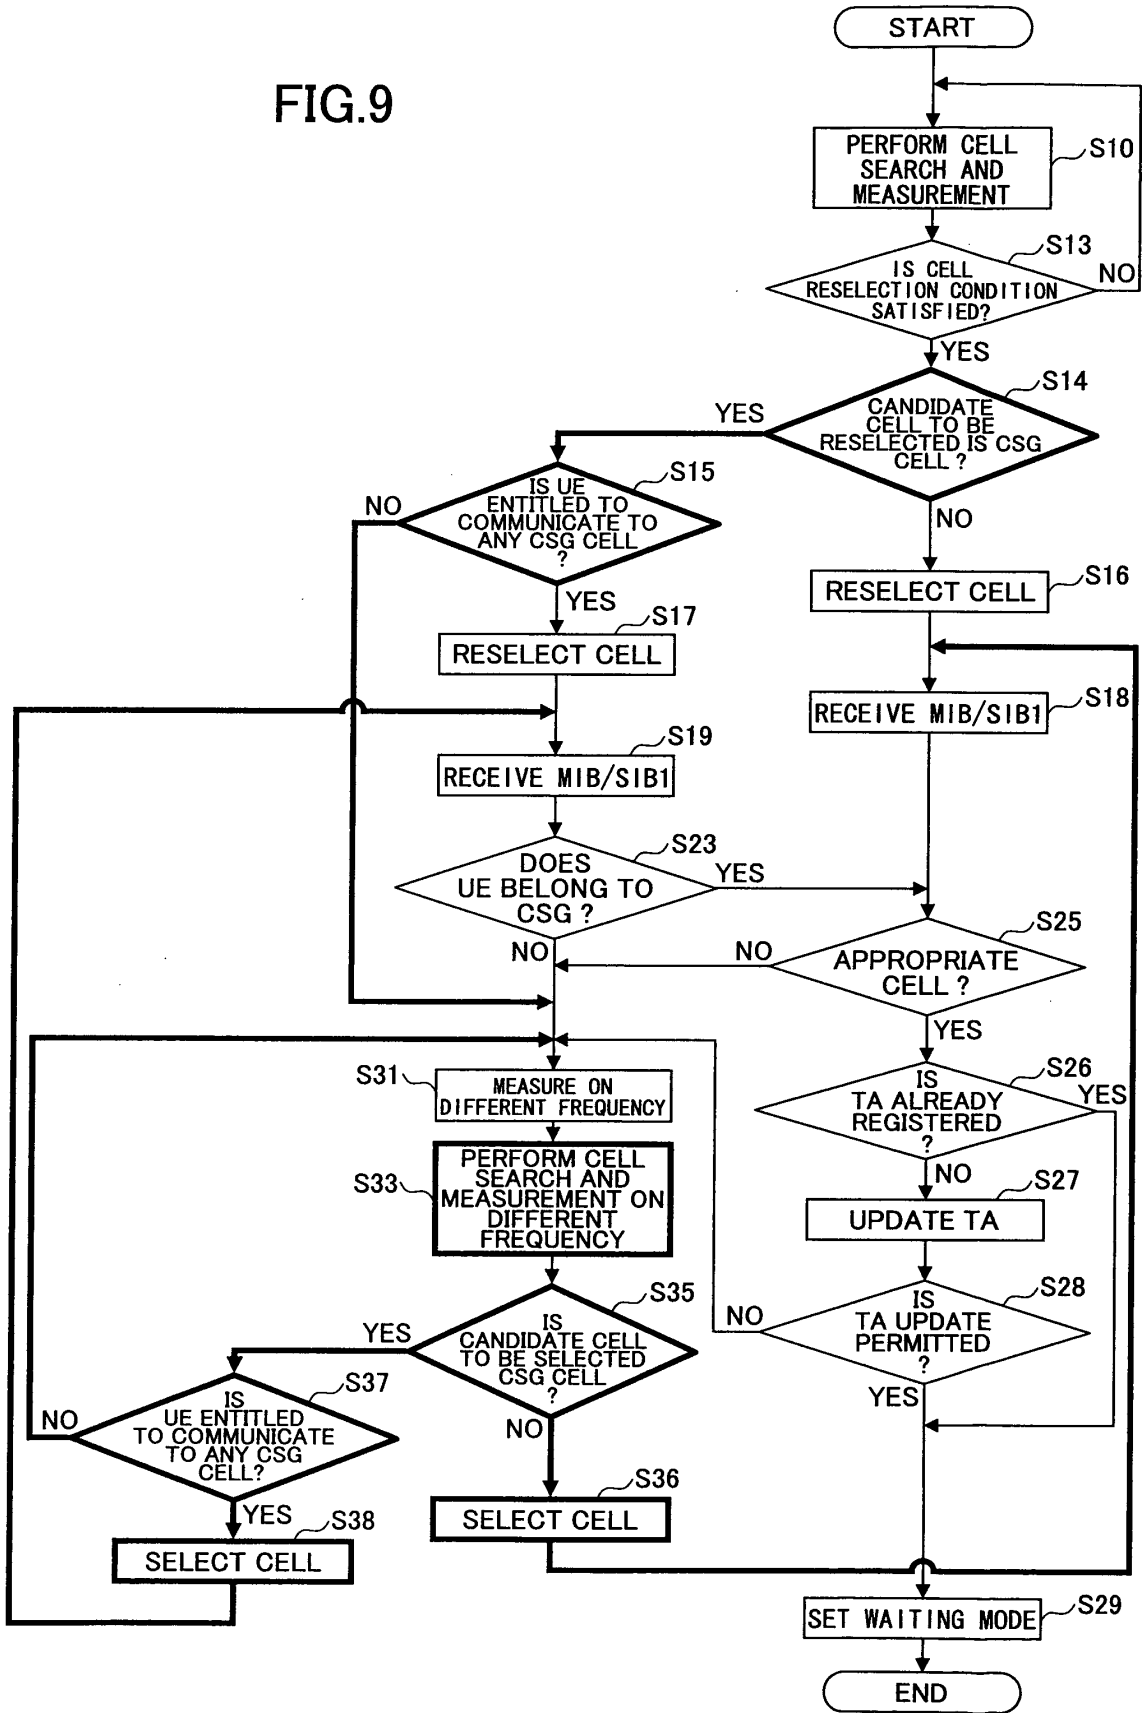 START
FIG.9
PERFORM CELL
SEARCH AND
MEASUREMENT
S10
IS CELL
RESELECTION CONDITION
SATISFIED?
S13
NO
YES
CANDIDATE
CELL TO BE
RESELECTED IS CSG
CELL ?
S14
YES
NO
IS UE
ENTITLED TO
COMMUNICATE TO
ANY CSG CELL
?
S15
NO
YES
RESELECT CELL
S16
RESELECT CELL
S17
RECEIVE MIB/SIB1
S18
RECEIVE MIB/SIB1
S19
DOES
UE BELONG TO
CSG ?
S23
YES
NO
APPROPRIATE
CELL ?
S25
NO
YES
IS
TA ALREADY
REGISTERED
?
S26
YES
NO
S31
MEASURE ON
DIFFERENT FREQUENCY
S33
PERFORM CELL
SEARCH AND
MEASUREMENT ON
DIFFERENT
FREQUENCY
UPDATE TA
S27
IS
TA UPDATE
PERMITTED
?
S28
NO
YES
IS
CANDIDATE CELL
TO BE SELECTED
CSG CELL
?
S35
YES
NO
IS
UE ENTITLED
TO COMMUNICATE
TO ANY CSG
CELL?
S37
NO
YES
SELECT CELL
S36
SELECT CELL
S38
SET WAITING MODE
S29
END